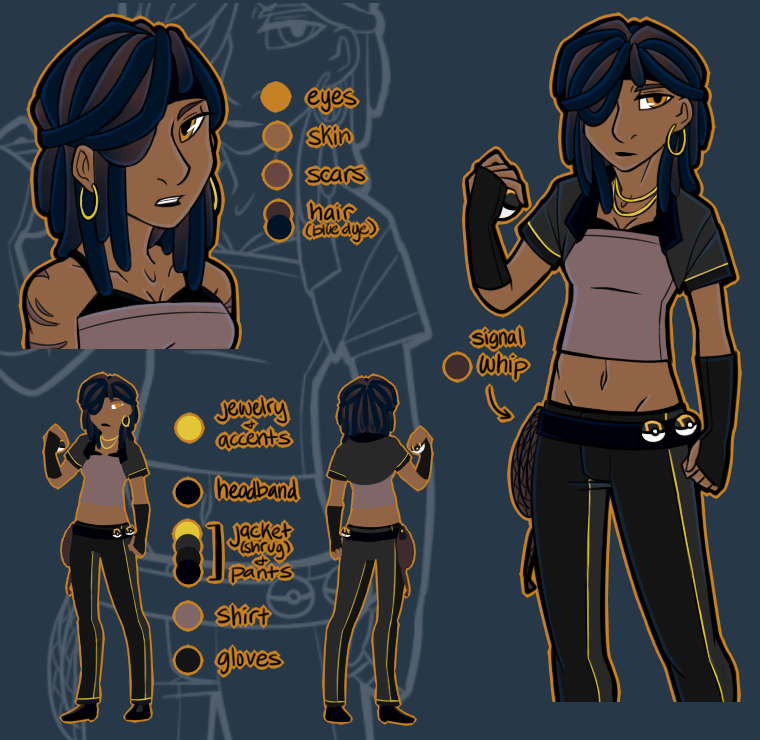 eyes
skin
scars
hair
(blue dye)
signal
whip
jewelry
+
accents
headband
jacket
(shrug)
+
pants
shirt
gloves